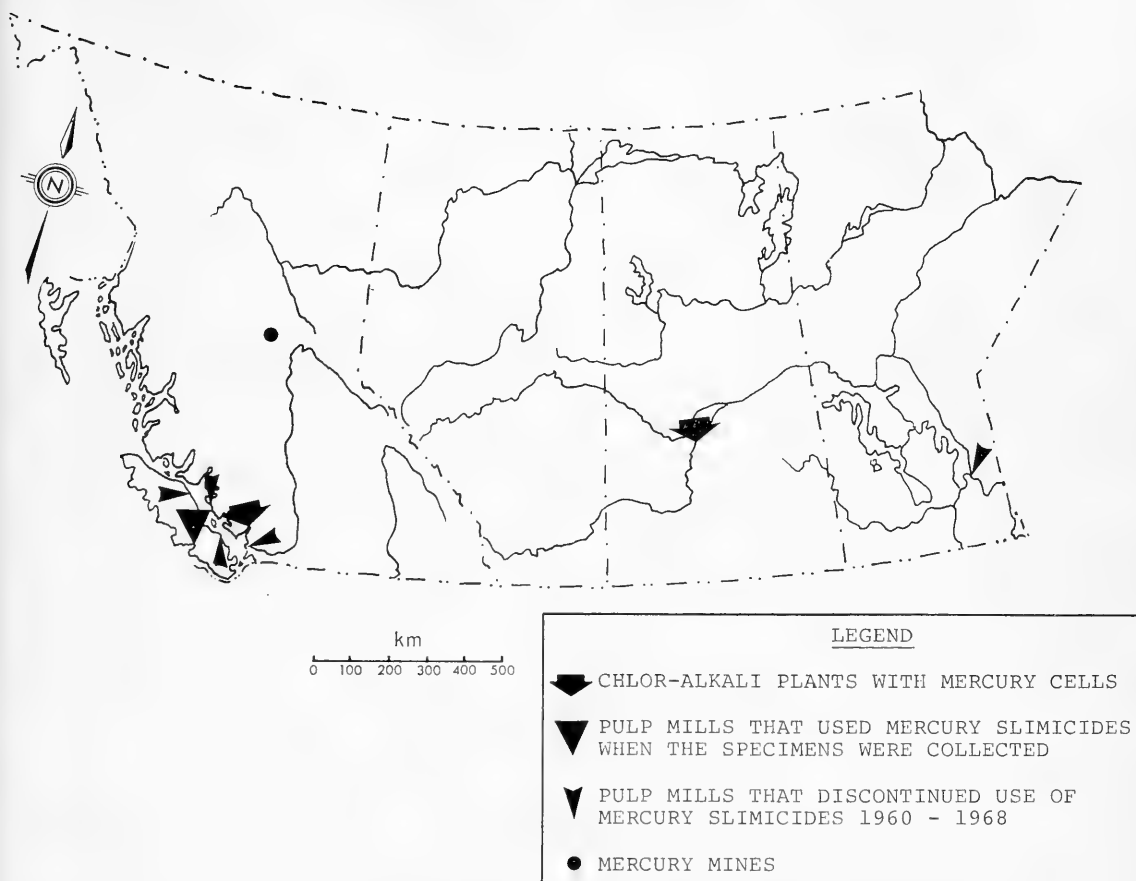 N
km
0 100 200 300 400 500
LEGEND
CHLOR-ALKALI PLANTS WITH MERCURY CELLS
PULP MILLS THAT USED MERCURY SLIMICIDES
WHEN THE SPECIMENS WERE COLLECTED
PULP MILLS THAT DISCONTINUED USE OF
MERCURY SLIMICIDES 1960 - 1968
MERCURY MINES